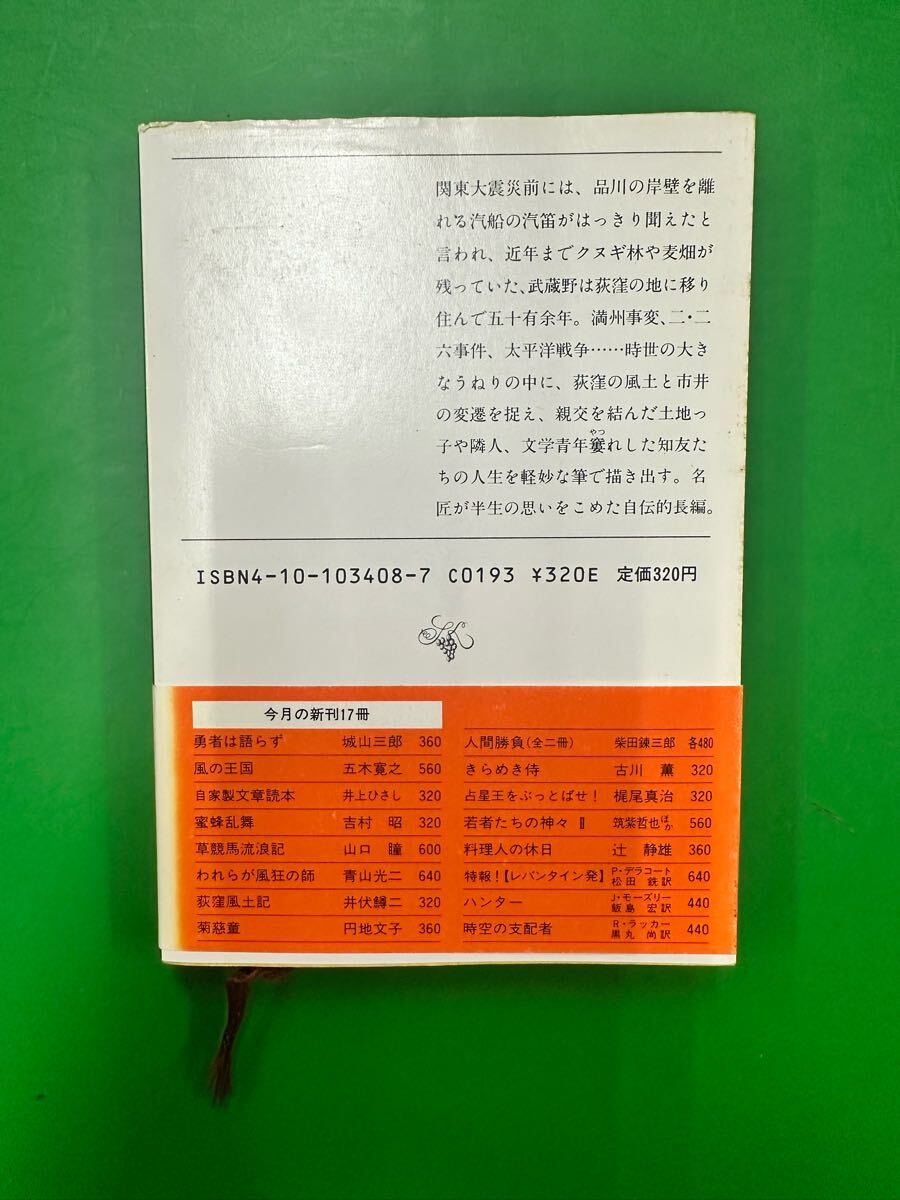 関東大震災前には、品川の岸壁を離
れる汽船の汽笛がはっきり聞えたと
言われ、近年までクヌギ林や麦畑が
残っていた、武蔵野は荻窪の地に移り
住んで五十有余年。満州事変、二・二
六事件、太平洋戦争……時世の大き
なうねりの中に、荻窪の風土と市井
の変遷を捉え、親交を結んだ土地っ
子や隣人、文学青年窶れした知友た
やつ
ちの人生を軽妙な筆で描き出す。名
匠が半生の思いをこめた自伝的長編。
ISBN4-10-103408-7 C0193 ¥320E 定価320円
今月の新刊17冊
勇者は語らず 城山三郎 360
風の王国 五木寛之 560
自家製文章読本 井上ひさし 320
蜜蜂乱舞 吉村 昭 320
草競馬流浪記 山口 瞳 600
われらが風狂の師 青山光二 640
荻窪風土記 井伏鱒二 320
菊慈童 円地文子 360
人間勝負(全二冊) 柴田錬三郎 各480
きらめき侍 古川 薫 320
占星王をぶっとばせ! 梶尾真治 320
若者たちの神々 Ⅱ 筑紫哲也ほか 560
料理人の休日 辻 静雄 360
特報!【レバンタイン発】 P・デラコート 松田 銑訳 640
ハンター J・モーズリー 飯島 宏訳 440
時空の支配者 R・ラッカー 黒丸 尚訳 440